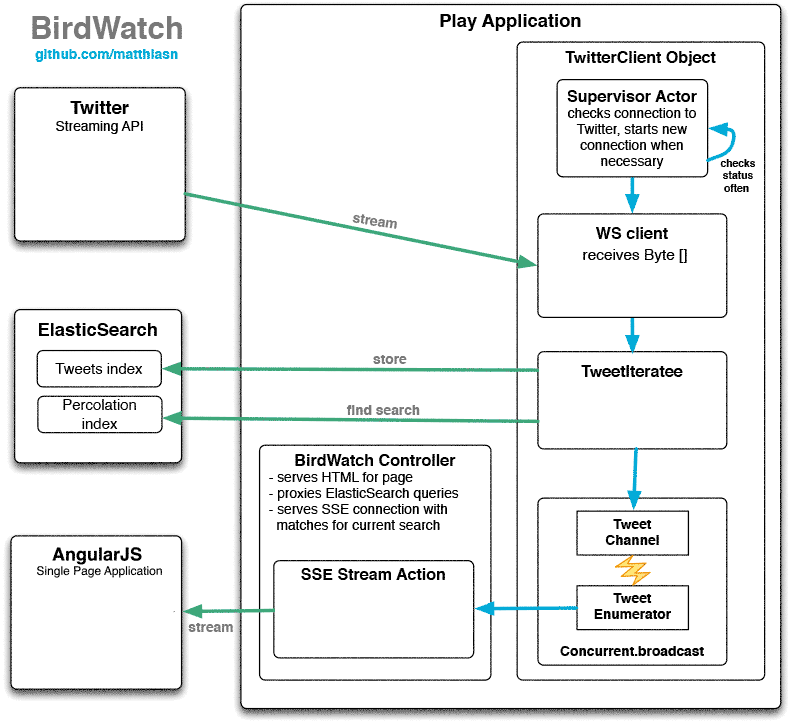 BirdWatch
github.com/matthiasn
Play Application
Twitter
Streaming API
TwitterClient Object
Supervisor Actor
checks connection to
Twitter, starts new
connection when
necessary
checks
status
often
stream
WS client
receives Byte []
ElasticSearch
Tweets index
Percolation
index
store
find search
TweetIteratee
BirdWatch Controller
- serves HTML for page
- proxies ElasticSearch queries
- serves SSE connection with
matches for current search
SSE Stream Action
Tweet
Channel
Tweet
Enumerator
Concurrent.broadcast
AngularJS
Single Page Application
stream